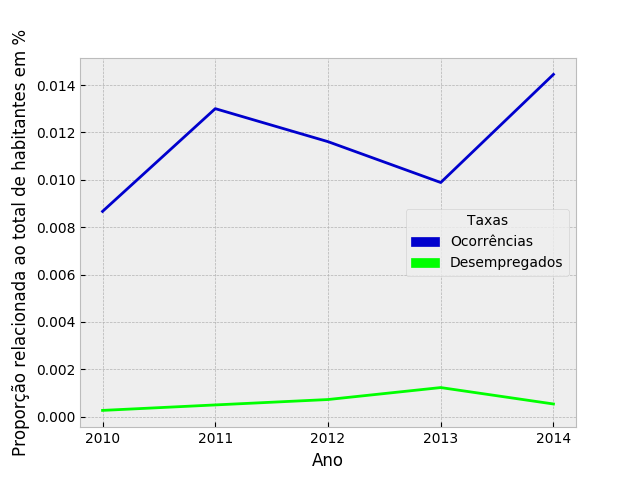 Proporção relacionada ao total de habitantes em %
0.014
0.012
0.010
0.008
0.006
0.004
0.002
0.000
Taxas
Ocorrências
Desempregados
2010 2011 2012 2013 2014
Ano